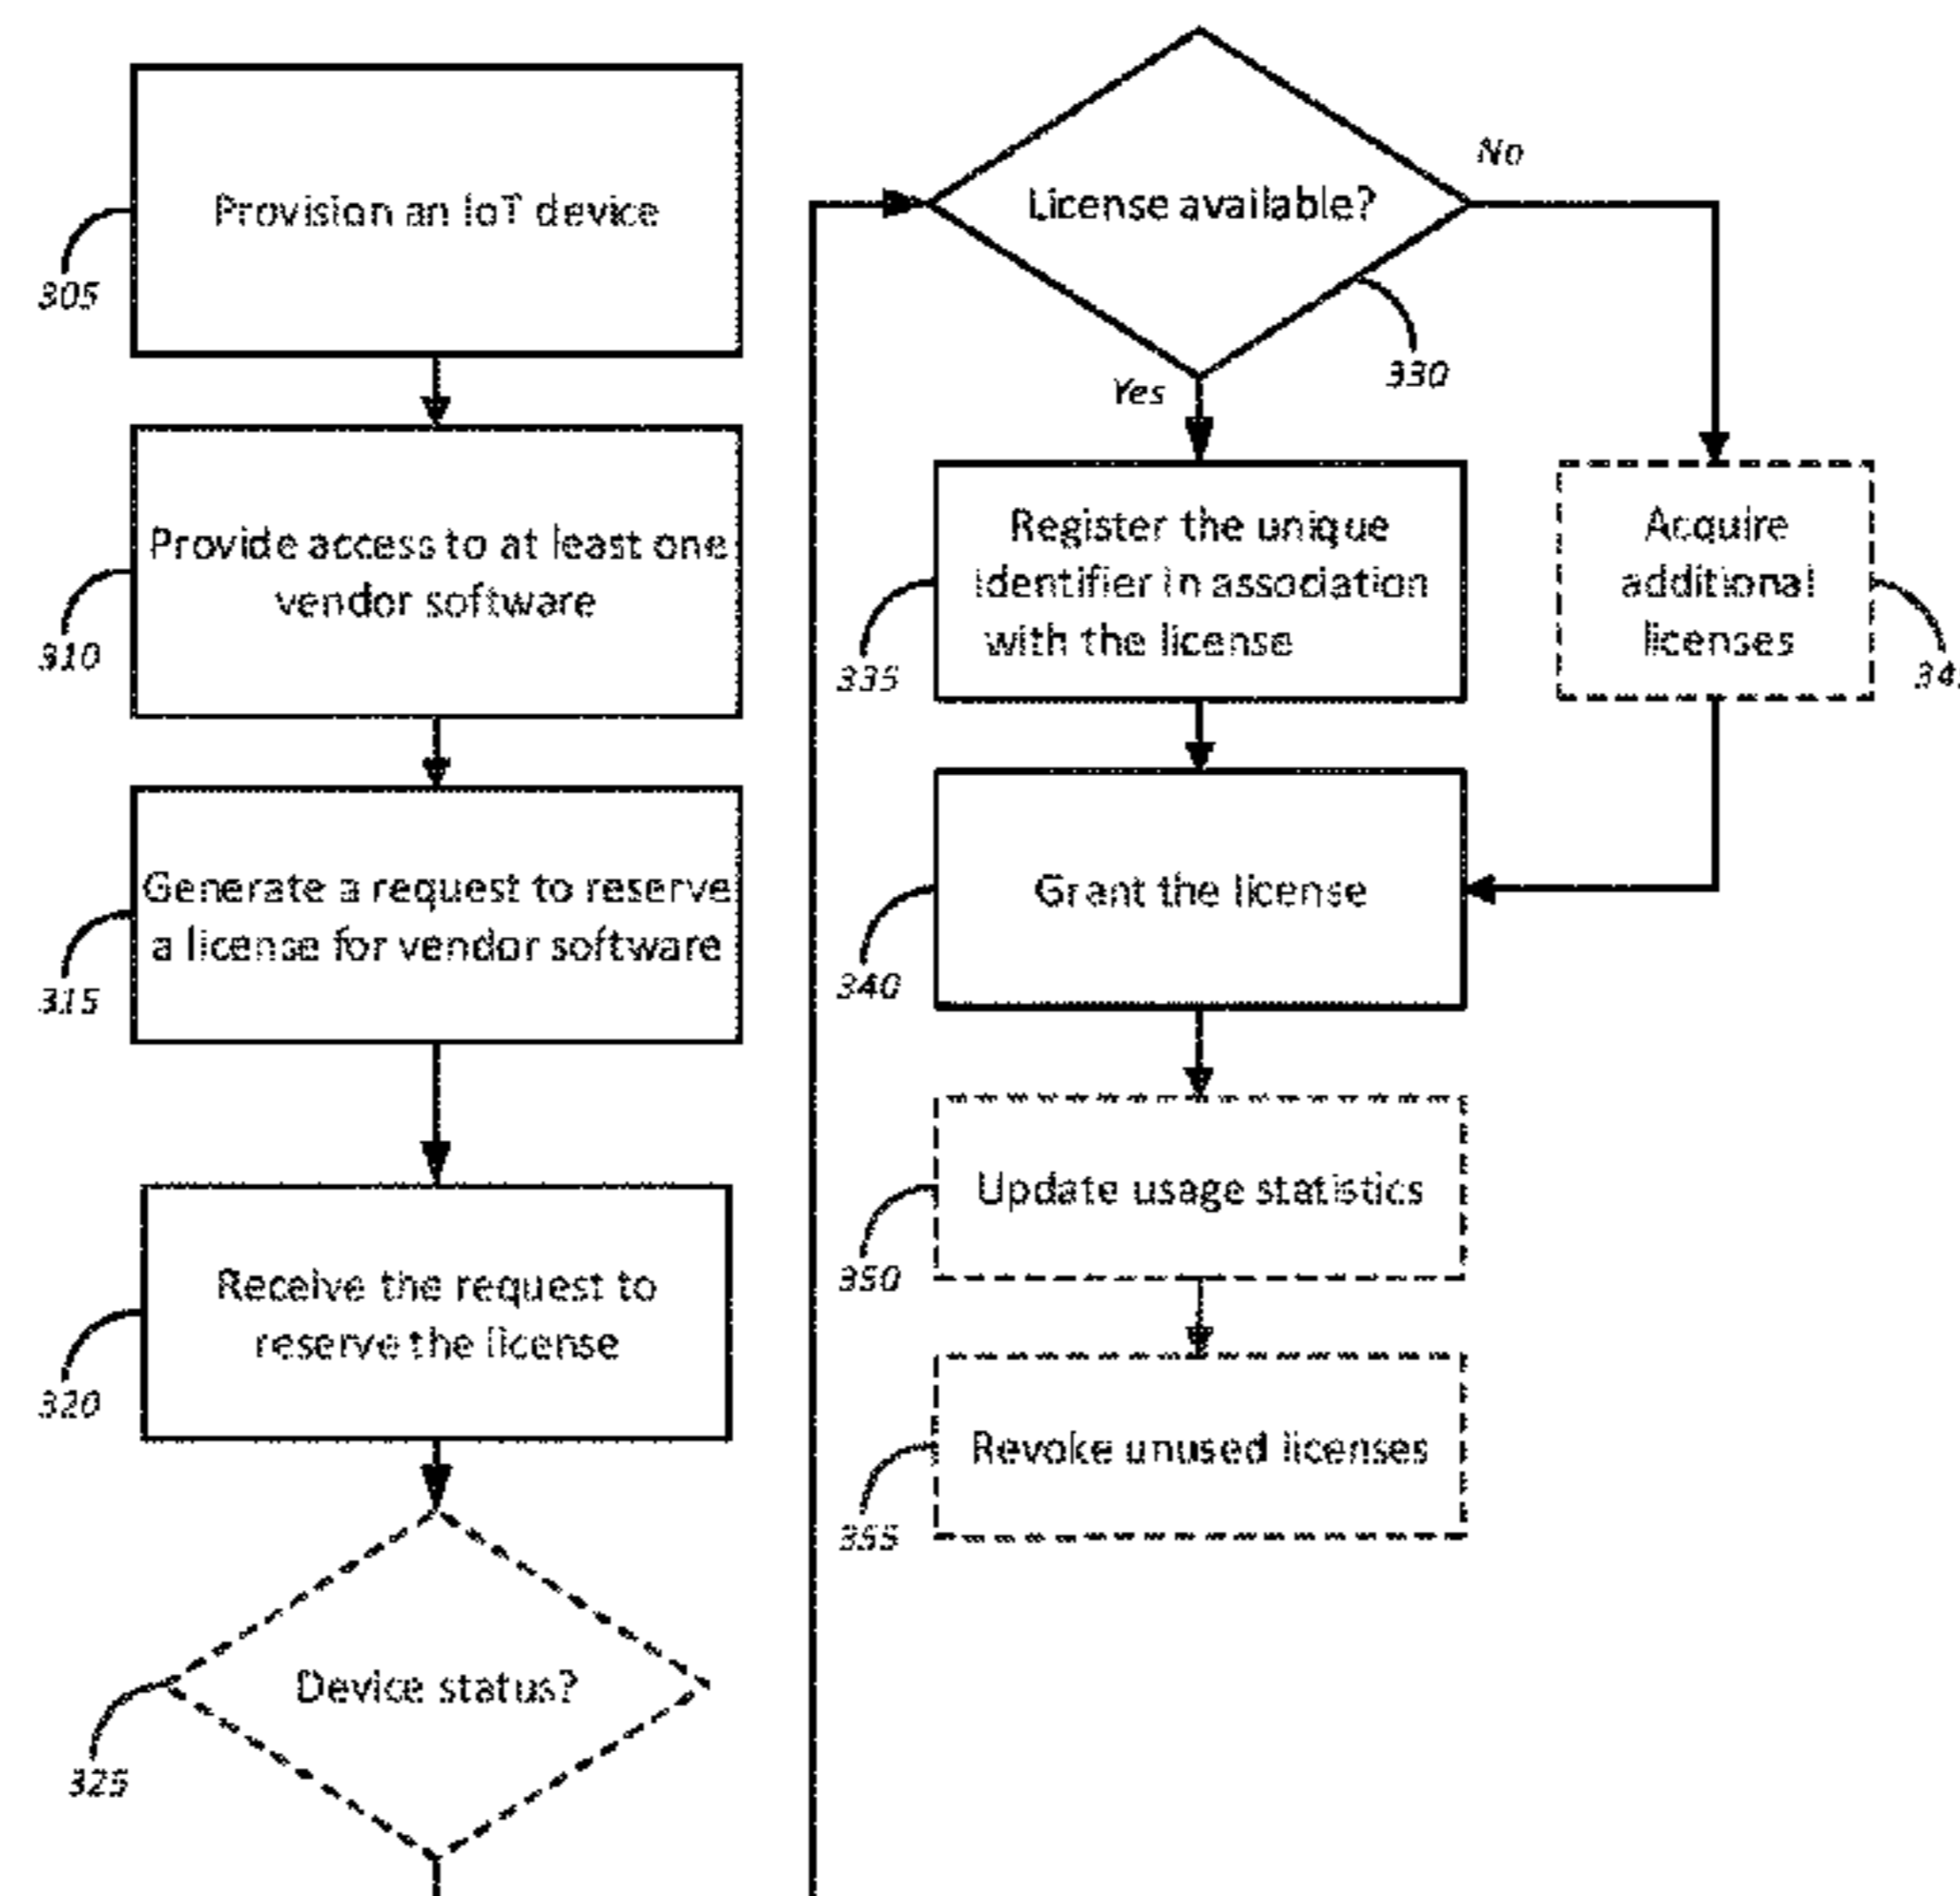 Provision an IoT device
305
Provide access to at least one
vendor software
310
Generate a request to reserve
a license for vendor software
315
Receive the request to
reserve the license
320
Device status?
325
License available?
No
330
Yes
Register the unique
identifier in association
with the license
335
Acquire
additional
licenses
34
Grant the license
340
Update usage statistics
350
Revoke unused licenses
355